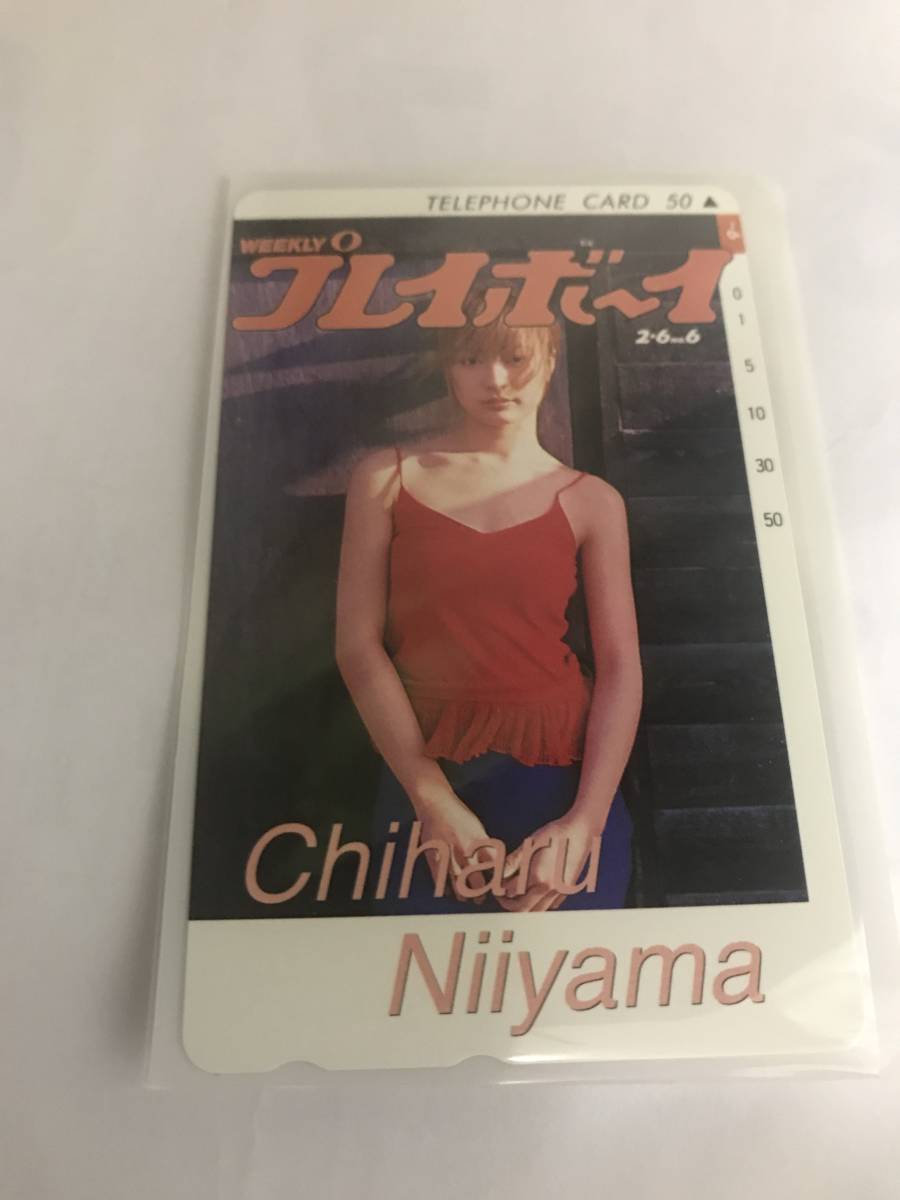 TELEPHONE CARD 50 ▲
WEEKLY
プレイボーイ
2・6 no.6
0
1
5
10
30
50
Chiharu
Niiyama